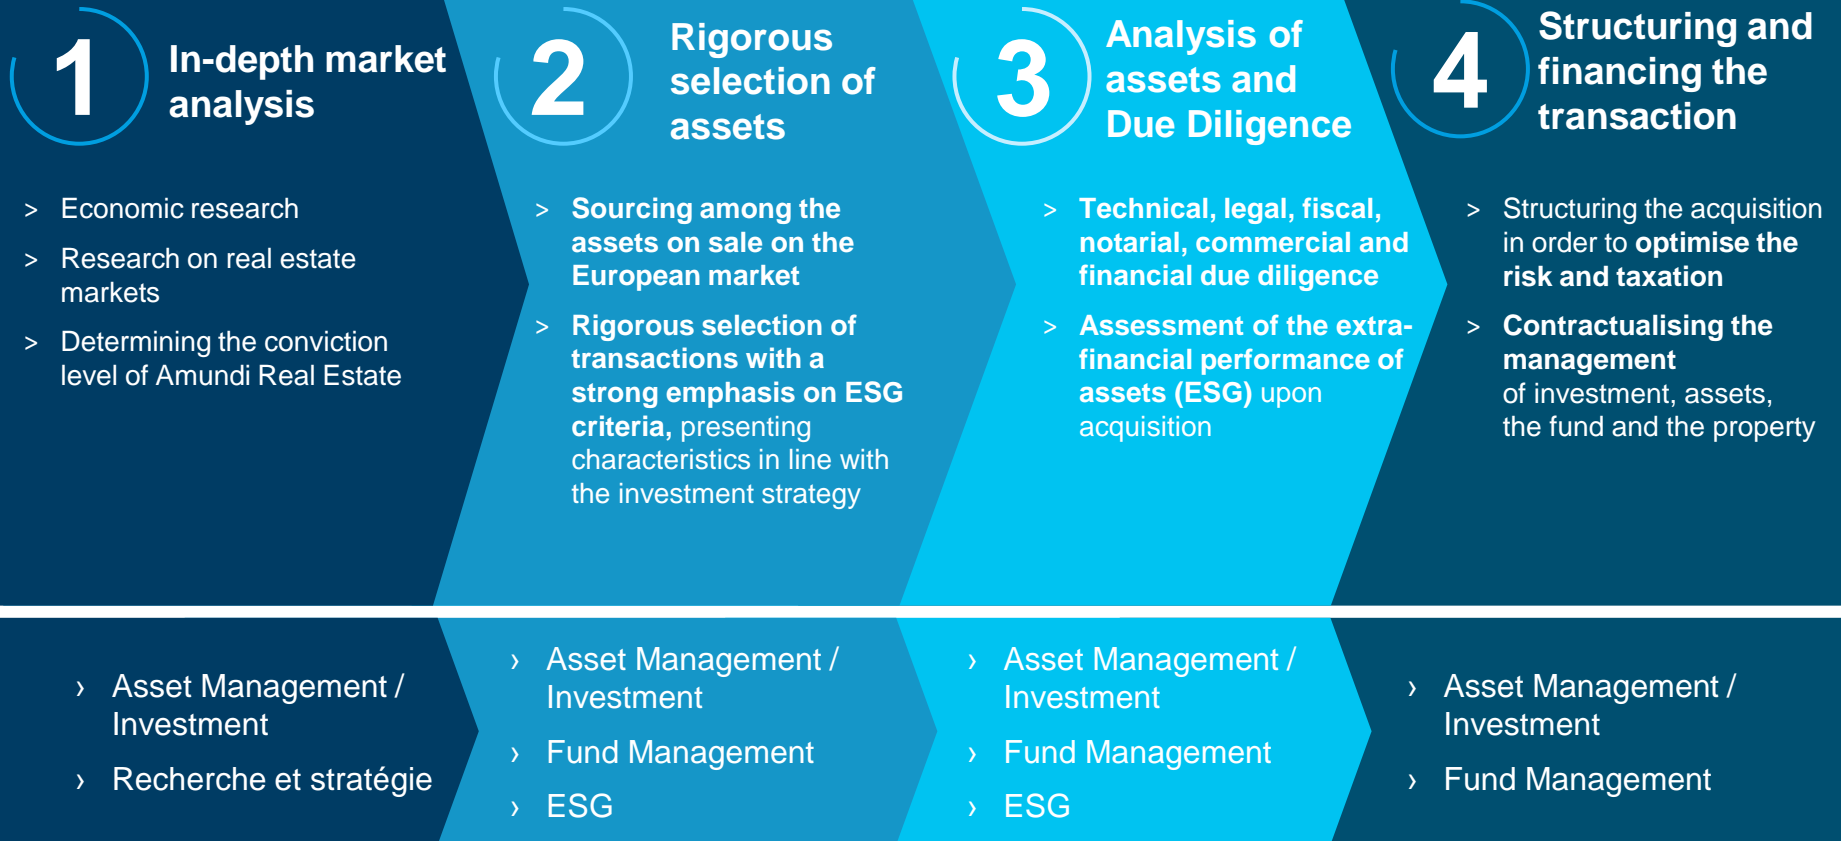 1
In-depth market
analysis
> Economic research
> Research on real estate
markets
> Determining the conviction
level of Amundi Real Estate
2
Rigorous
selection of
assets
> Sourcing among the
assets on sale on the
European market
> Rigorous selection of
transactions with a
strong emphasis on ESG
criteria, presenting
characteristics in line with
the investment strategy
3
Analysis of
assets and
Due Diligence
> Technical, legal, fiscal,
notarial, commercial and
financial due diligence
> Assessment of the extra-
financial performance of
assets (ESG) upon
acquisition
4
Structuring and
financing the
transaction
> Structuring the acquisition
in order to optimise the
risk and taxation
> Contractualising the
management
of investment, assets,
the fund and the property
› Asset Management /
Investment
› Recherche et stratégie
› Asset Management /
Investment
› Fund Management
› ESG
› Asset Management /
Investment
› Fund Management
› ESG
› Asset Management /
Investment
› Fund Management